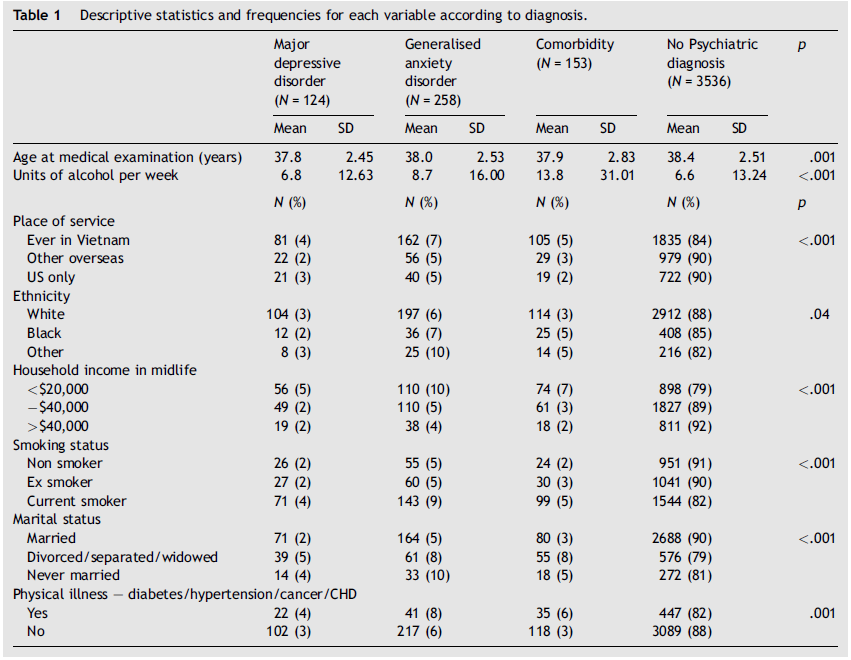 Table 1 Descriptive statistics and frequencies for each variable according to diagnosis.
Major depressive disorder (N = 124) Generalised anxiety disorder (N = 258) Comorbidity (N = 153) No Psychiatric diagnosis (N = 3536) p
Mean SD Mean SD Mean SD Mean SD
Age at medical examination (years) 37.8 2.45 38.0 2.53 37.9 2.83 38.4 2.51 .001
Units of alcohol per week 6.8 12.63 8.7 16.00 13.8 31.01 6.6 13.24 <.001
N (%) N (%) N (%) N (%) p
Place of service
Ever in Vietnam 81 (4) 162 (7) 105 (5) 1835 (84) <.001
Other overseas 22 (2) 56 (5) 29 (3) 979 (90)
US only 21 (3) 40 (5) 19 (2) 722 (90)
Ethnicity
White 104 (3) 197 (6) 114 (3) 2912 (88) .04
Black 12 (2) 36 (7) 25 (5) 408 (85)
Other 8 (3) 25 (10) 14 (5) 216 (82)
Household income in midlife
<$20,000 56 (5) 110 (10) 74 (7) 898 (79) <.001
−$40,000 49 (2) 110 (5) 61 (3) 1827 (89)
>$40,000 19 (2) 38 (4) 18 (2) 811 (92)
Smoking status
Non smoker 26 (2) 55 (5) 24 (2) 951 (91) <.001
Ex smoker 27 (2) 60 (5) 30 (3) 1041 (90)
Current smoker 71 (4) 143 (9) 99 (5) 1544 (82)
Marital status
Married 71 (2) 164 (5) 80 (3) 2688 (90) <.001
Divorced/separated/widowed 39 (5) 61 (8) 55 (8) 576 (79)
Never married 14 (4) 33 (10) 18 (5) 272 (81)
Physical illness − diabetes/hypertension/cancer/CHD
Yes 22 (4) 41 (8) 35 (6) 447 (82) .001
No 102 (3) 217 (6) 118 (3) 3089 (88)